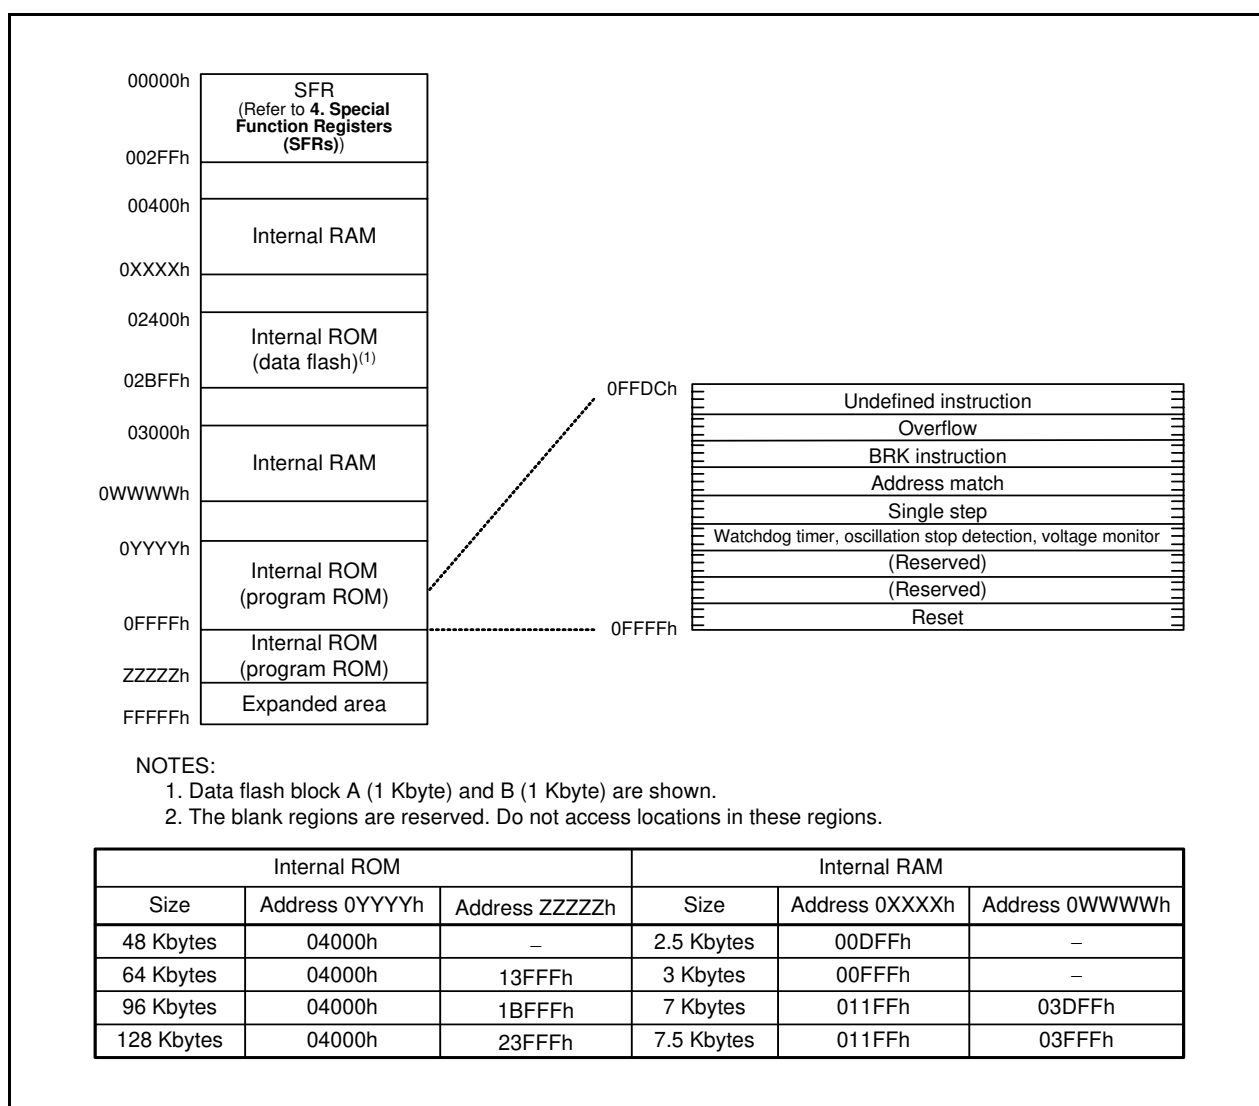 00000h
SFR
(Refer to 4. Special
Function Registers
(SFRs))
002FFh
00400h
Internal RAM
0XXXXh
02400h
Internal ROM
(data flash)(1)
02BFFh
03000h
Internal RAM
0WWWWh
0YYYYh
Internal ROM
(program ROM)
0FFFFh
Internal ROM
(program ROM)
ZZZZZh
Expanded area
FFFFFh
0FFDCh
Undefined instruction
Overflow
BRK instruction
Address match
Single step
Watchdog timer, oscillation stop detection, voltage monitor
(Reserved)
(Reserved)
Reset
0FFFFh
NOTES:
1. Data flash block A (1 Kbyte) and B (1 Kbyte) are shown.
2. The blank regions are reserved. Do not access locations in these regions.
Internal ROM Internal RAM
Size Address 0YYYYh Address ZZZZZh Size Address 0XXXXh Address 0WWWWh
48 Kbytes 04000h – 2.5 Kbytes 00DFFh –
64 Kbytes 04000h 13FFFh 3 Kbytes 00FFFh –
96 Kbytes 04000h 1BFFFh 7 Kbytes 011FFh 03DFFh
128 Kbytes 04000h 23FFFh 7.5 Kbytes 011FFh 03FFFh